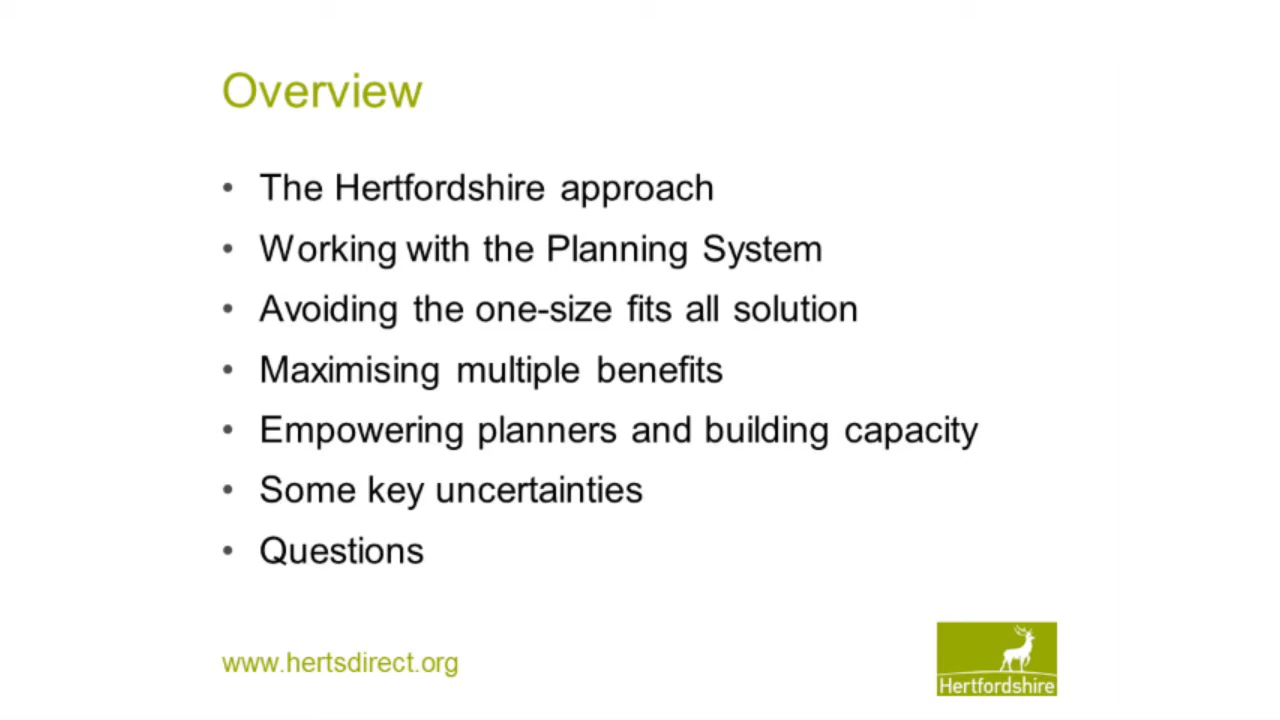 Overview
• The Hertfordshire approach
• Working with the Planning System
• Avoiding the one-size fits all solution
• Maximising multiple benefits
• Empowering planners and building capacity
• Some key uncertainties
• Questions
www.hertsdirect.org
Hertfordshire